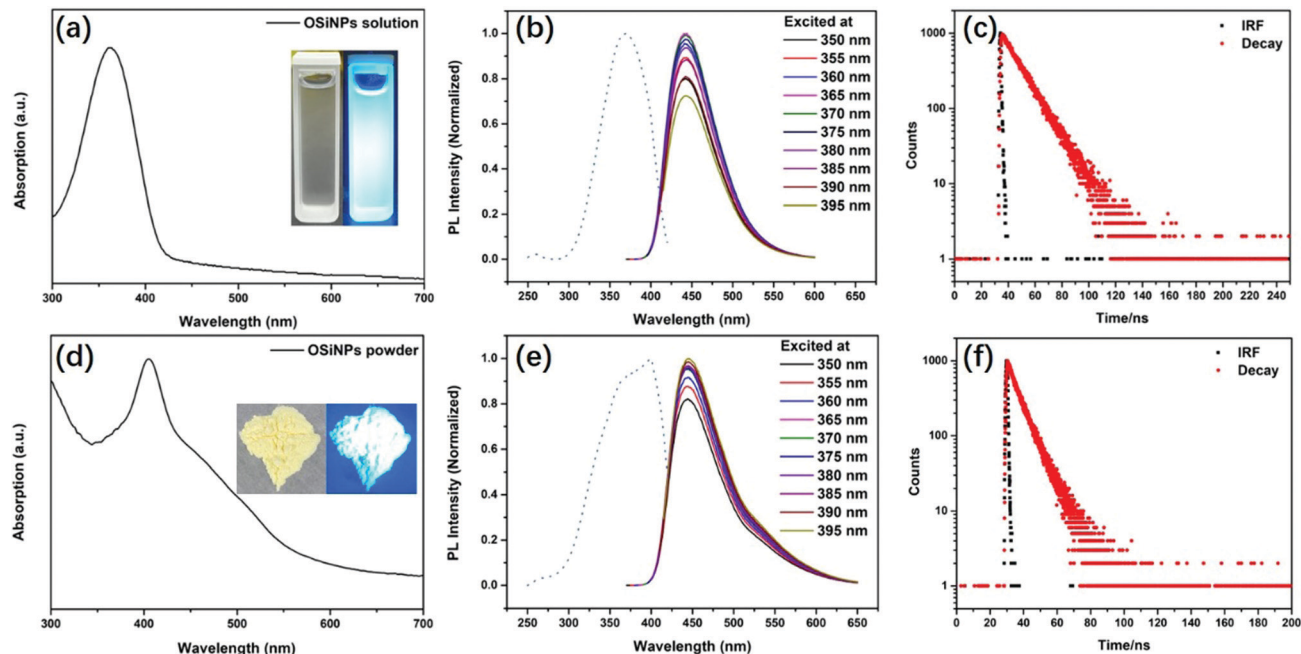 (a)
OSiNPs solution
Absorption (a.u.)
300
400
500
600
700
Wavelength (nm)
(b)
Excited at
350 nm
355 nm
360 nm
365 nm
370 nm
375 nm
380 nm
385 nm
390 nm
395 nm
PL Intensity (Normalized)
1.0
0.8
0.6
0.4
0.2
0.0
250 300 350 400 450 500 550 600 650
Wavelength (nm)
(c)
IRF
Decay
Counts
1000
100
10
1
0 20 40 60 80 100 120 140 160 180 200 220 240
Time/ns
(d)
OSiNPs powder
Absorption (a.u.)
300 350 400 450 500 550 600 650 700
Wavelength (nm)
(e)
Excited at
350 nm
355 nm
360 nm
365 nm
370 nm
375 nm
380 nm
385 nm
390 nm
395 nm
PL Intensity (Normalized)
1.0
0.8
0.6
0.4
0.2
0.0
250 300 350 400 450 500 550 600 650
Wavelength (nm)
(f)
IRF
Decay
Counts
1000
100
10
1
0 20 40 60 80 100 120 140 160 180 200
Time/ns